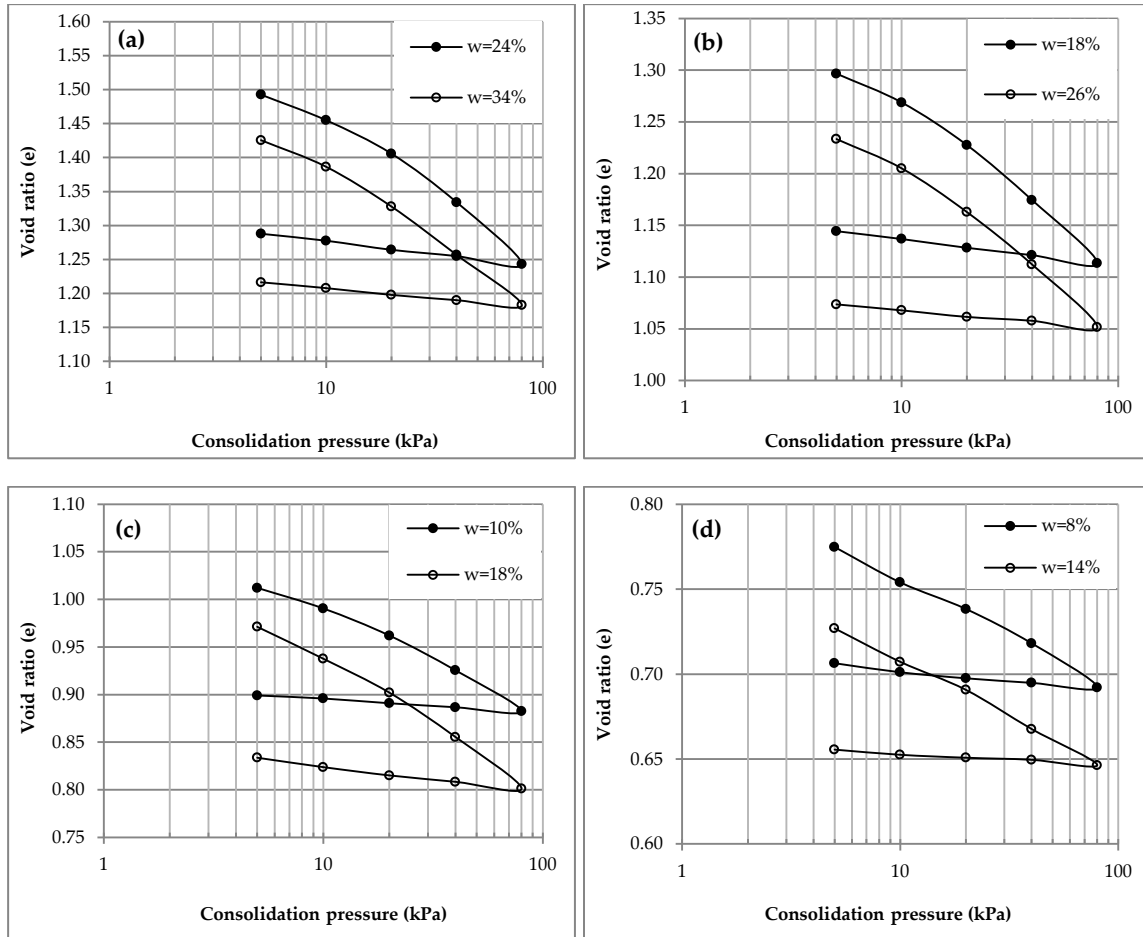 (a)
w=24%
w=34%
1.60
1.50
1.45
1.40
1.35
1.30
1.25
1.20
1.15
1.10
Void ratio (e)
1 10 100
Consolidation pressure (kPa)
(b)
w=18%
w=26%
1.35
1.30
1.25
1.20
1.15
1.10
1.05
1.00
Void ratio (e)
1 10 100
Consolidation pressure (kPa)
(c)
w=10%
w=18%
1.10
1.05
1.00
0.95
0.90
0.85
0.80
0.75
Void ratio (e)
1 10 100
Consolidation pressure (kPa)
(d)
w=8%
w=14%
0.80
0.75
0.70
0.65
0.60
Void ratio (e)
1 10 100
Consolidation pressure (kPa)